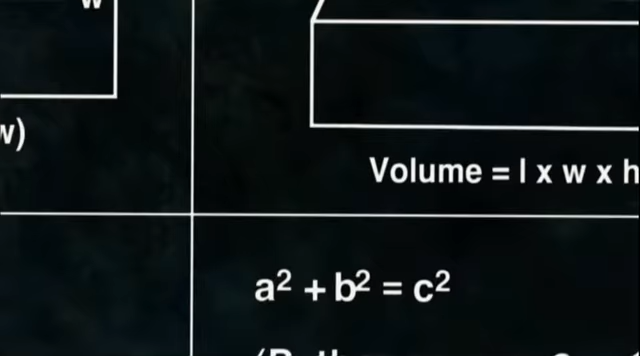 w
w)
Volume = l x w x h
a² + b² = c²